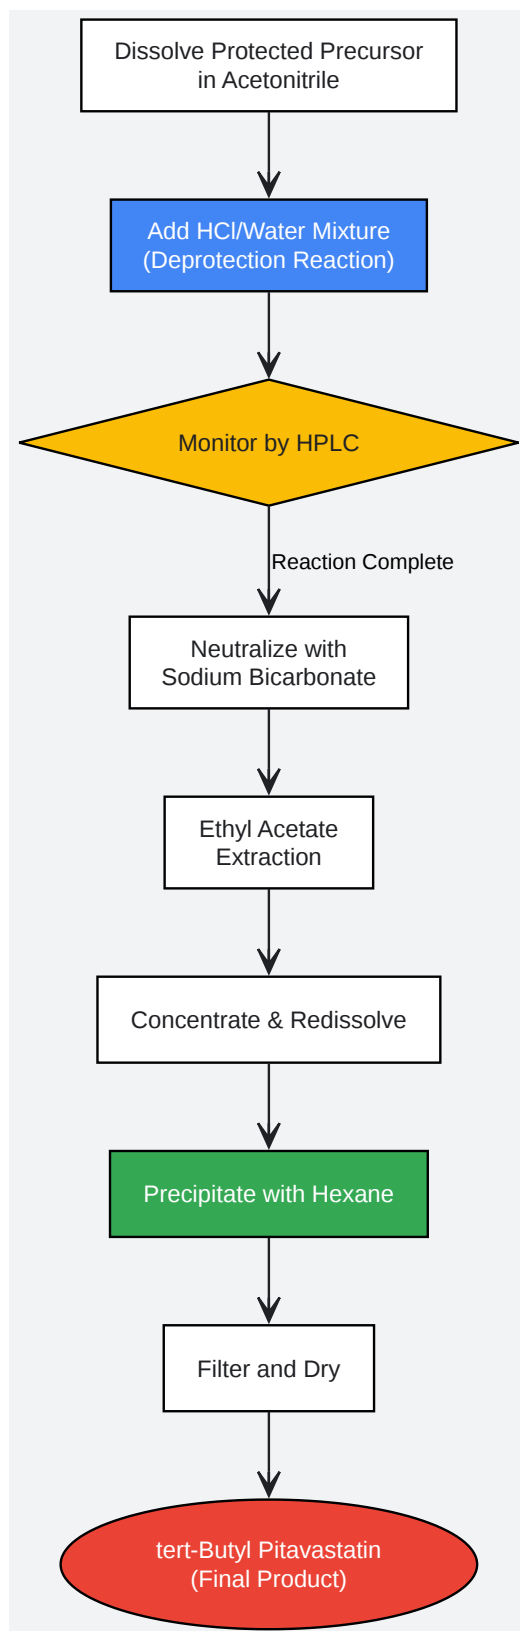 Dissolve Protected Precursor
in Acetonitrile
Add HCl/Water Mixture
(Deprotection Reaction)
Monitor by HPLC
Reaction Complete
Neutralize with
Sodium Bicarbonate
Ethyl Acetate
Extraction
Concentrate & Redissolve
Precipitate with Hexane
Filter and Dry
tert-Butyl Pitavastatin
(Final Product)